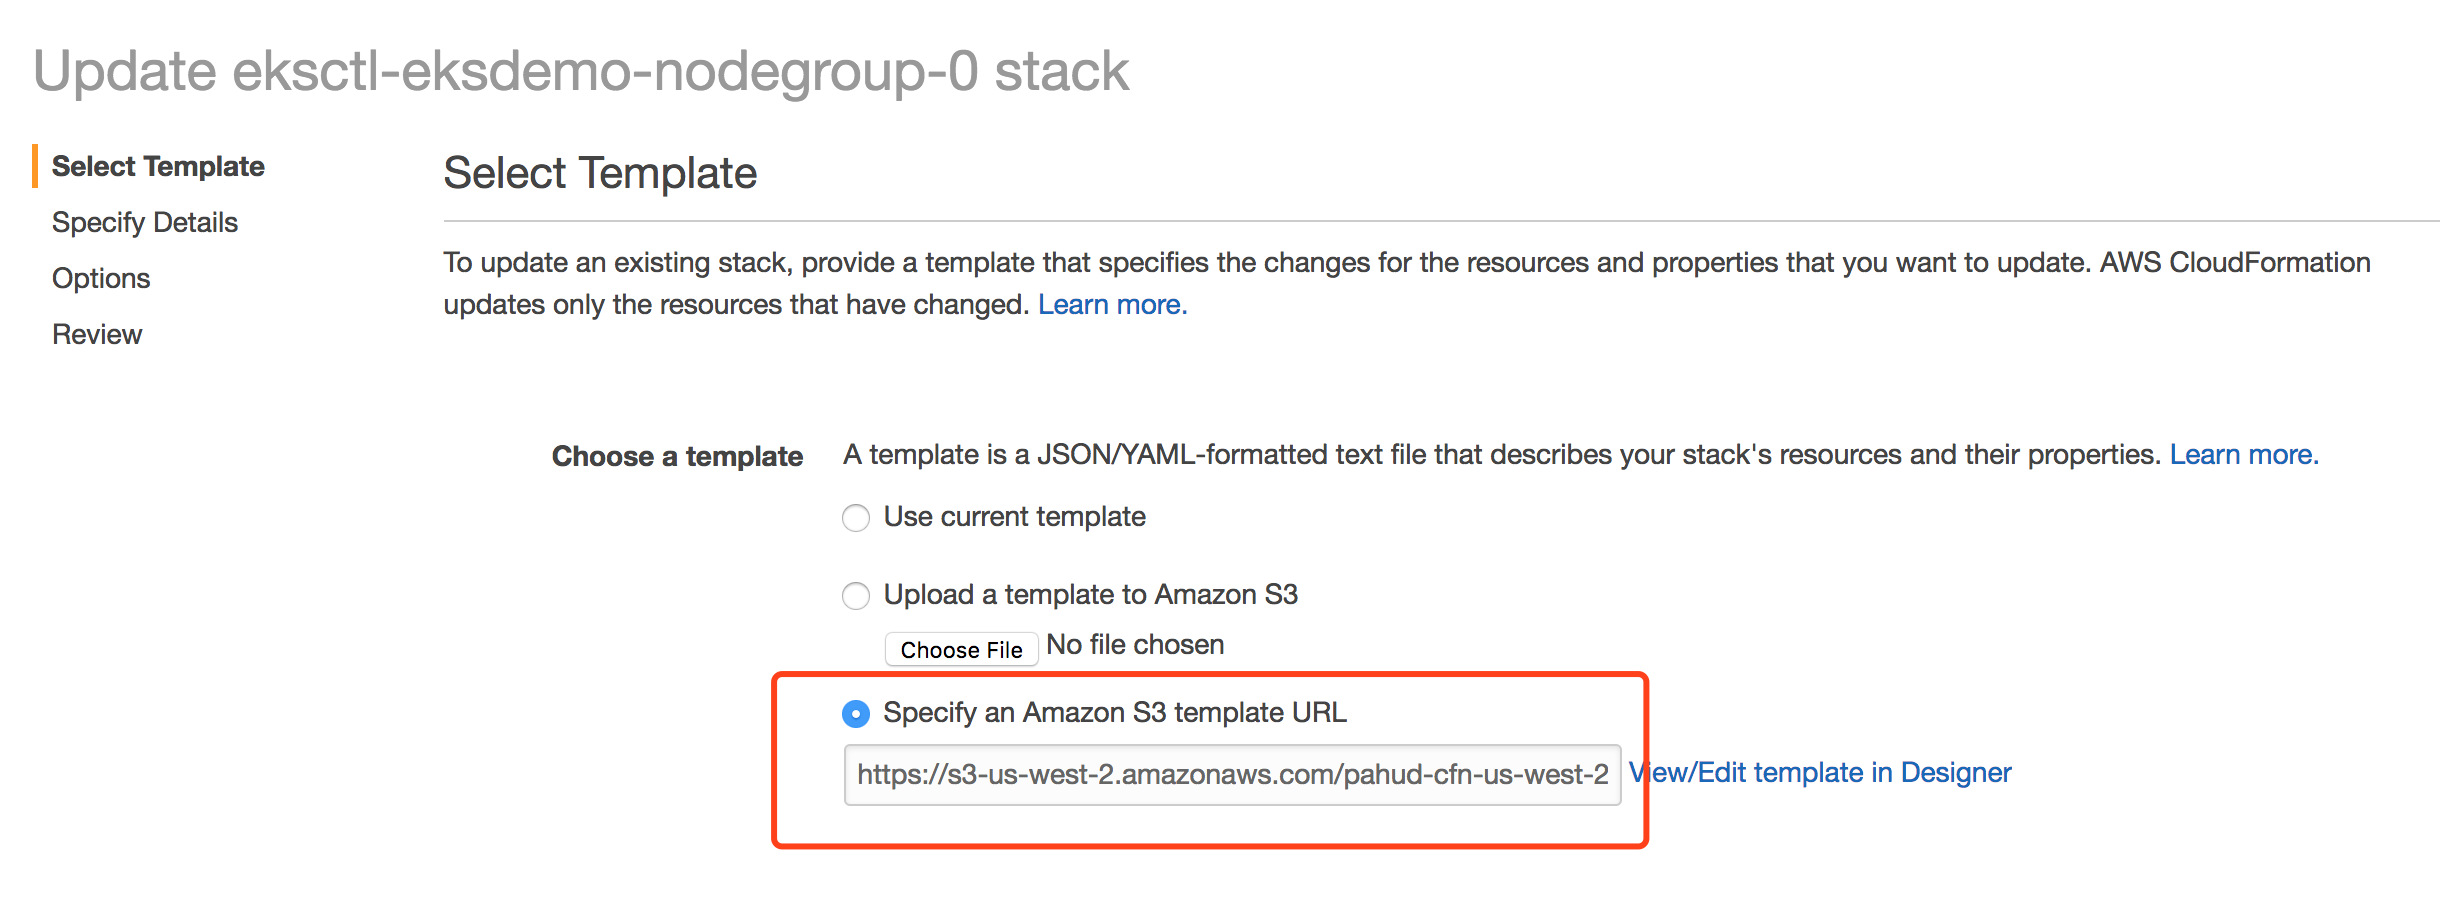 Update eksctl-eksdemo-nodegroup-0 stack
Select Template
Specify Details
Options
Review
Select Template
To update an existing stack, provide a template that specifies the changes for the resources and properties that you want to update. AWS CloudFormation
updates only the resources that have changed. Learn more.
Choose a template
A template is a JSON/YAML-formatted text file that describes your stack's resources and their properties. Learn more.
Use current template
Upload a template to Amazon S3
Choose File No file chosen
Specify an Amazon S3 template URL
https://s3-us-west-2.amazonaws.com/pahud-cfn-us-west-2 View/Edit template in Designer